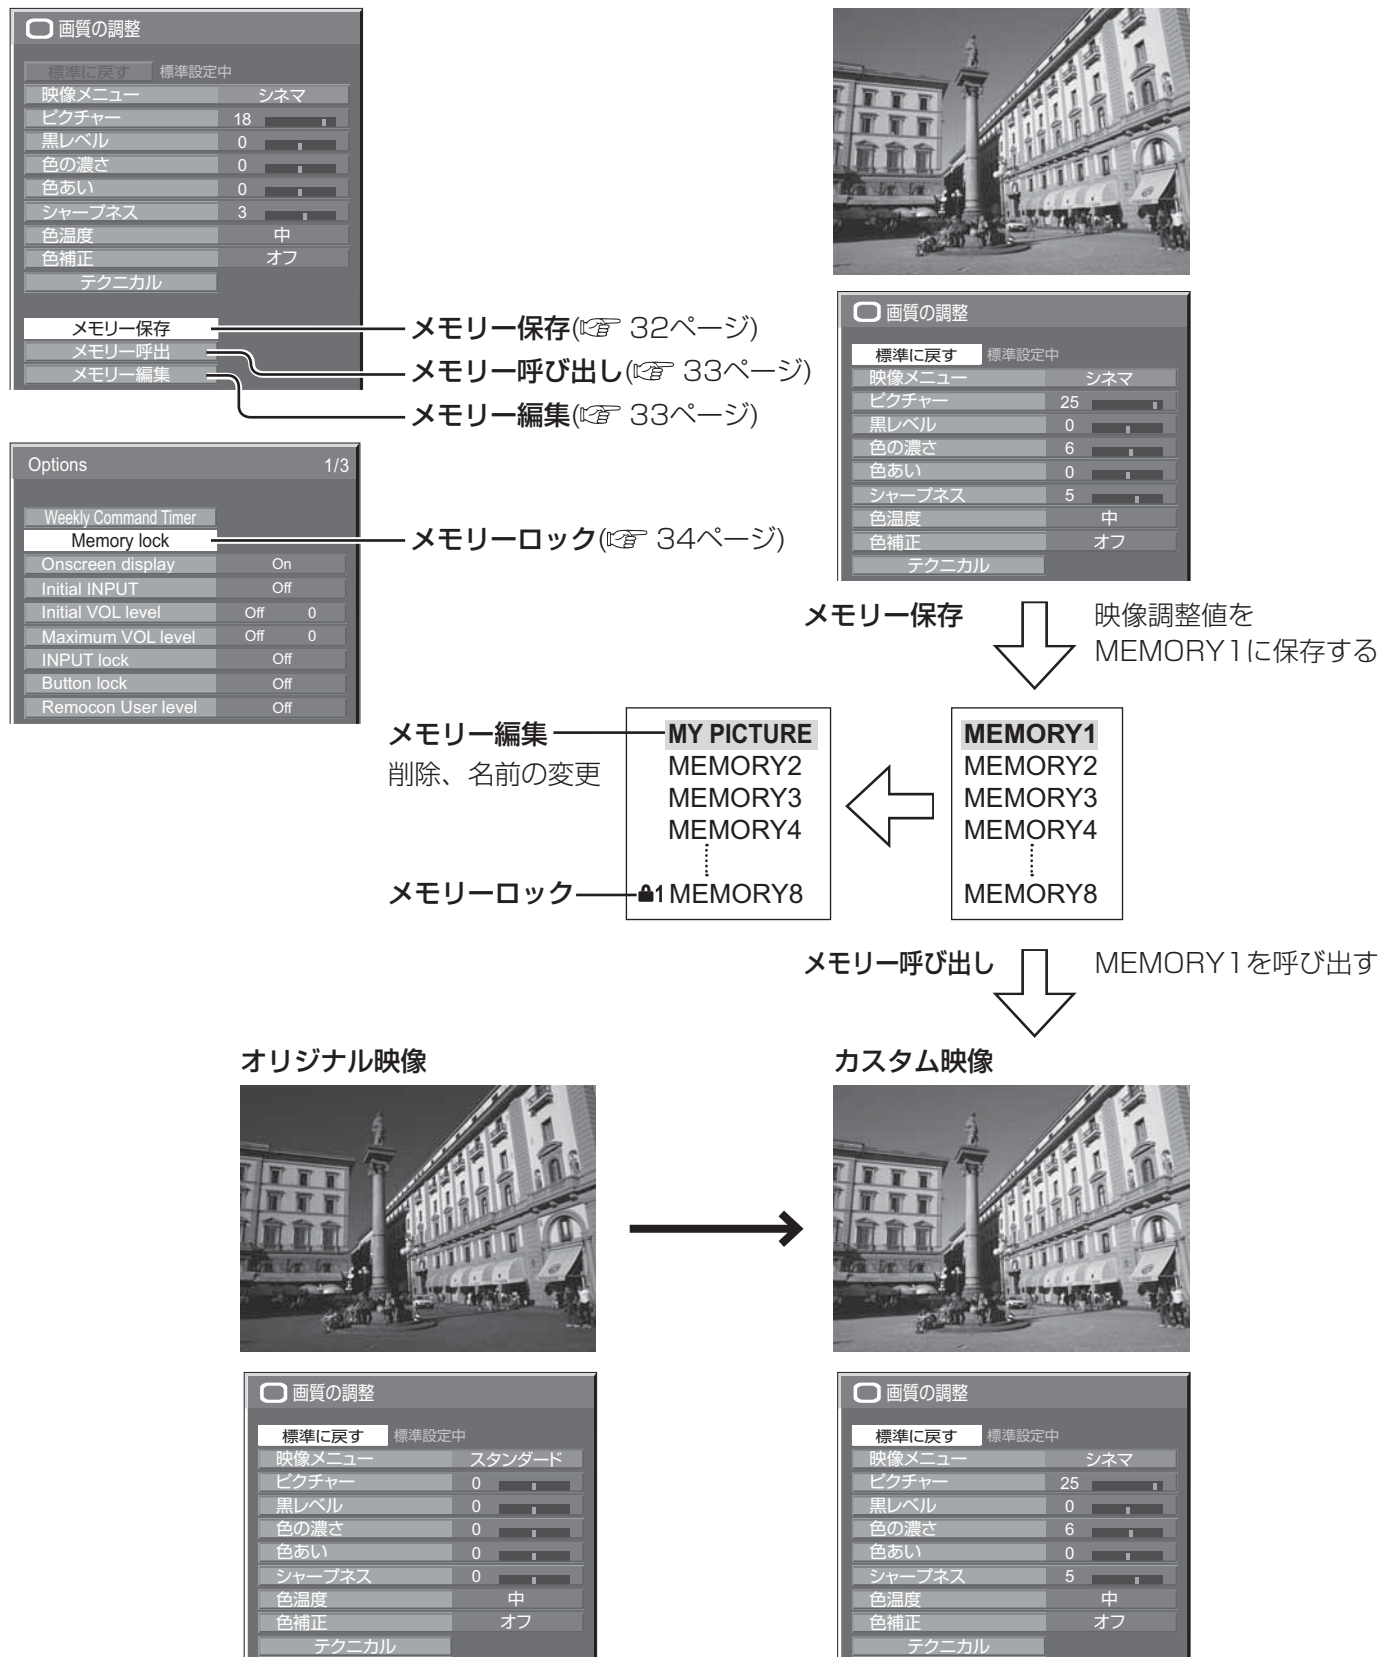 画質の調整
標準に戻す 標準設定中
映像メニュー シネマ
ピクチャー 18
黒レベル 0
色の濃さ 0
色あい 0
シャープネス 3
色温度 中
色補正 オフ
テクニカル
メモリー保存
メモリー呼出
メモリー編集
メモリー保存(☞ 32ページ)
メモリー呼び出し(☞ 33ページ)
メモリー編集(☞ 33ページ)
Options 1/3
Weekly Command Timer
Memory lock
Onscreen display On
Initial INPUT Off
Initial VOL level Off 0
Maximum VOL level Off 0
INPUT lock Off
Button lock Off
Remocon User level Off
メモリーロック(☞ 34ページ)
画質の調整
標準に戻す 標準設定中
映像メニュー シネマ
ピクチャー 25
黒レベル 0
色の濃さ 6
色あい 0
シャープネス 5
色温度 中
色補正 オフ
テクニカル
メモリー保存
映像調整値を
MEMORY1に保存する
メモリー編集
削除、名前の変更
メモリーロック
MY PICTURE
MEMORY2
MEMORY3
MEMORY4
1MEMORY8
MEMORY1
MEMORY2
MEMORY3
MEMORY4
MEMORY8
メモリー呼び出し
MEMORY1を呼び出す
オリジナル映像
カスタム映像
画質の調整
標準に戻す 標準設定中
映像メニュー スタンダード
ピクチャー 0
黒レベル 0
色の濃さ 0
色あい 0
シャープネス 0
色温度 中
色補正 オフ
テクニカル
画質の調整
標準に戻す 標準設定中
映像メニュー シネマ
ピクチャー 25
黒レベル 0
色の濃さ 6
色あい 0
シャープネス 5
色温度 中
色補正 オフ
テクニカル